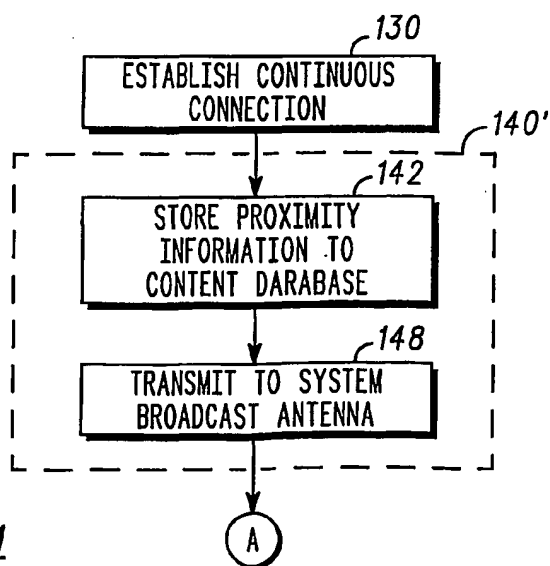 130
ESTABLISH CONTINUOUS
CONNECTION
140'
142
STORE PROXIMITY
INFORMATION TO
CONTENT DARABASE
148
TRANSMIT TO SYSTEM
BROADCAST ANTENNA
A